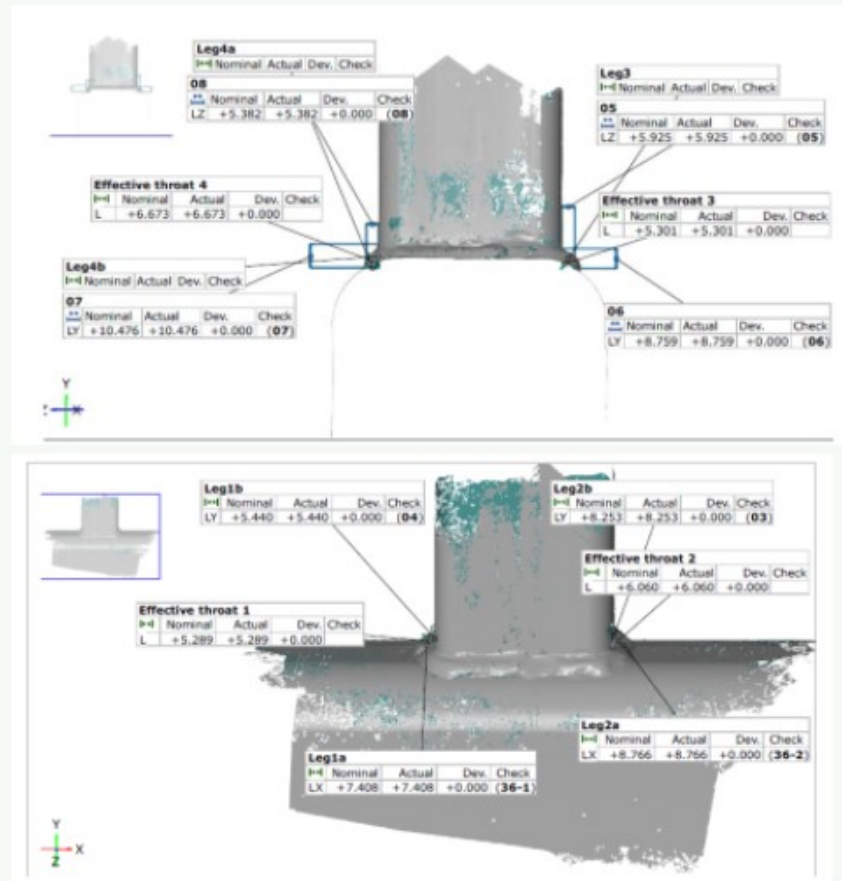 Leg4a
Nominal Actual Dev. Check
08
Nominal Actual Dev. Check
LZ +5.382 +5.382 +0.000 (08)
Leg3
Nominal Actual Dev. Check
05
Nominal Actual Dev. Check
LZ +5.925 +5.925 +0.000 (05)
Effective throat 4
Nominal Actual Dev. Check
L +6.673 +6.673 +0.000
Effective throat 3
Nominal Actual Dev. Check
L +5.301 +5.301 +0.000
Leg4b
Nominal Actual Dev. Check
07
Nominal Actual Dev. Check
LY +10.476 +10.476 +0.000 (07)
06
Nominal Actual Dev. Check
LY +8.759 +8.759 +0.000 (06)
Y
X
Leg1b
Nominal Actual Dev. Check
LY +5.440 +5.440 +0.000 (04)
Leg2b
Nominal Actual Dev. Check
LY +8.253 +8.253 +0.000 (03)
Effective throat 2
Nominal Actual Dev. Check
L +6.060 +6.060 +0.000
Effective throat 1
Nominal Actual Dev. Check
L +5.289 +5.289 +0.000
Leg2a
Nominal Actual Dev. Check
LX +8.766 +8.766 +0.000 (36-2)
Leg1a
Nominal Actual Dev. Check
LX +7.408 +7.408 +0.000 (36-1)
Y
X
Z